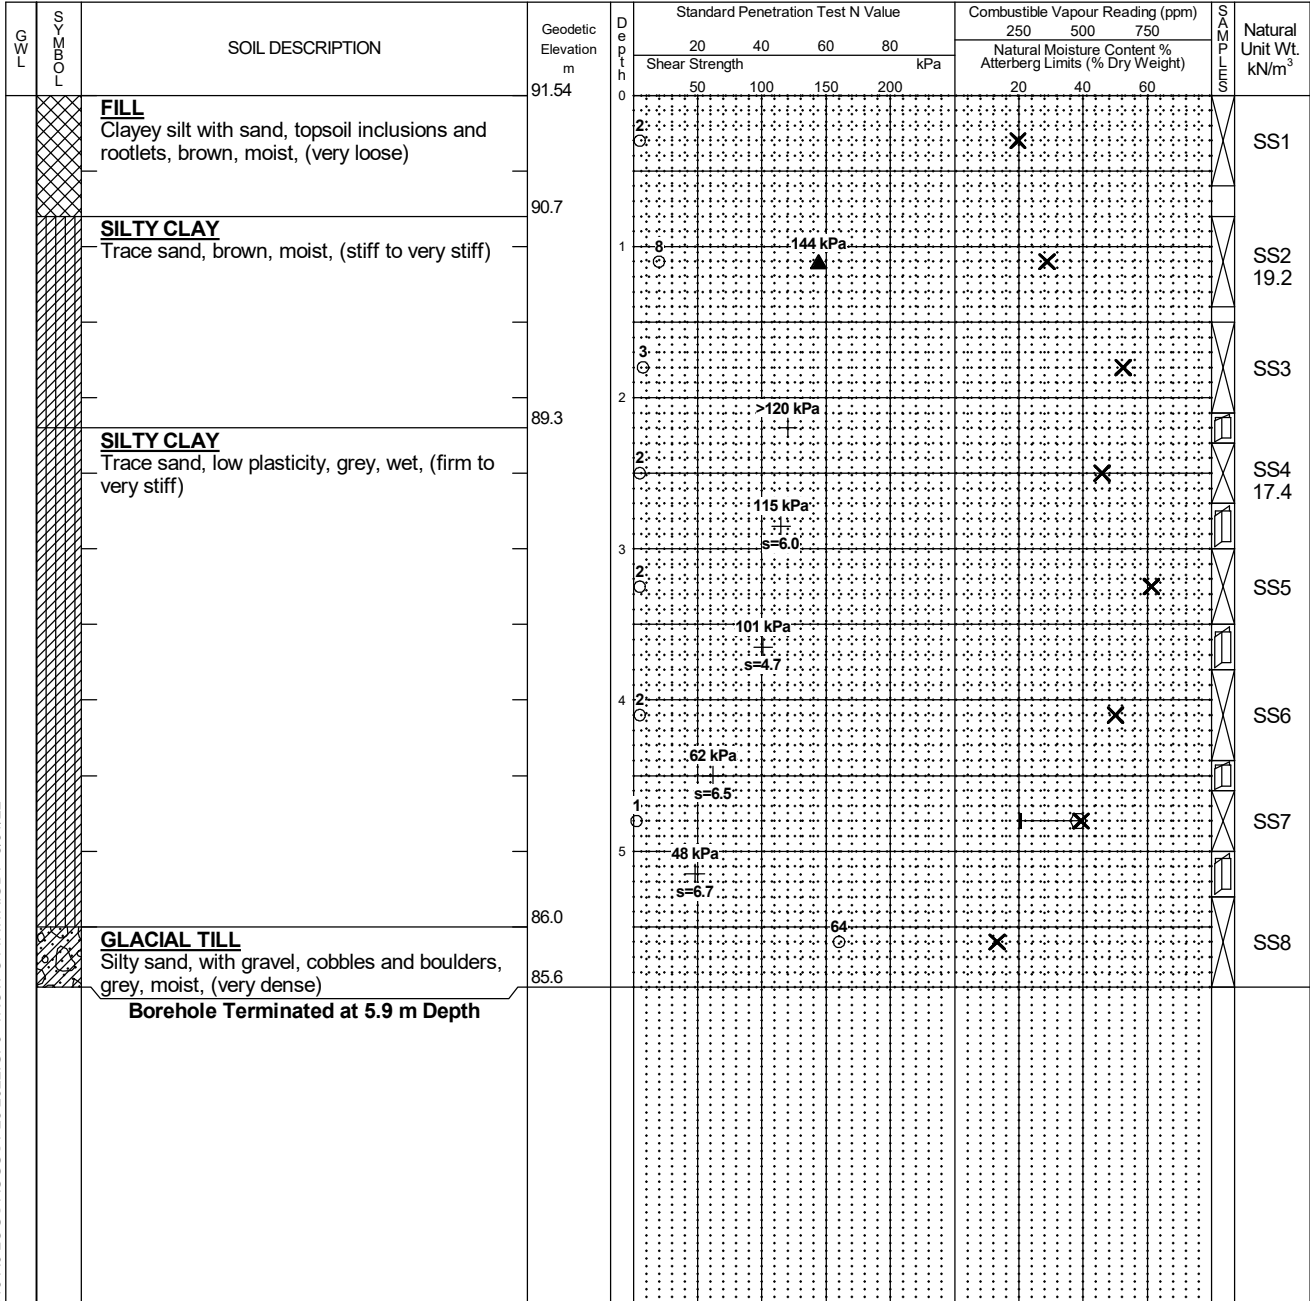 GWL
SYMBOL
SOIL DESCRIPTION
Geodetic
Elevation
m
91.54
Depth
0
Standard Penetration Test N Value
20 40 60 80
Shear Strength kPa
50 100 150 200
Combustible Vapour Reading (ppm)
250 500 750
Natural Moisture Content %
Atterberg Limits (% Dry Weight)
20 40 60
SAMPLES
Natural
Unit Wt.
kN/m³
FILL
Clayey silt with sand, topsoil inclusions and
rootlets, brown, moist, (very loose)
2
SS1
90.7
SILTY CLAY
Trace sand, brown, moist, (stiff to very stiff)
1
8
144 kPa
SS2
19.2
3
SS3
2
>120 kPa
89.3
SILTY CLAY
Trace sand, low plasticity, grey, wet, (firm to
very stiff)
2
SS4
17.4
115 kPa
s=6.0
3
2
SS5
101 kPa
s=4.7
4
2
SS6
62 kPa
s=6.5
1
SS7
5
48 kPa
s=6.7
86.0
GLACIAL TILL
Silty sand, with gravel, cobbles and boulders,
grey, moist, (very dense)
64
SS8
85.6
Borehole Terminated at 5.9 m Depth